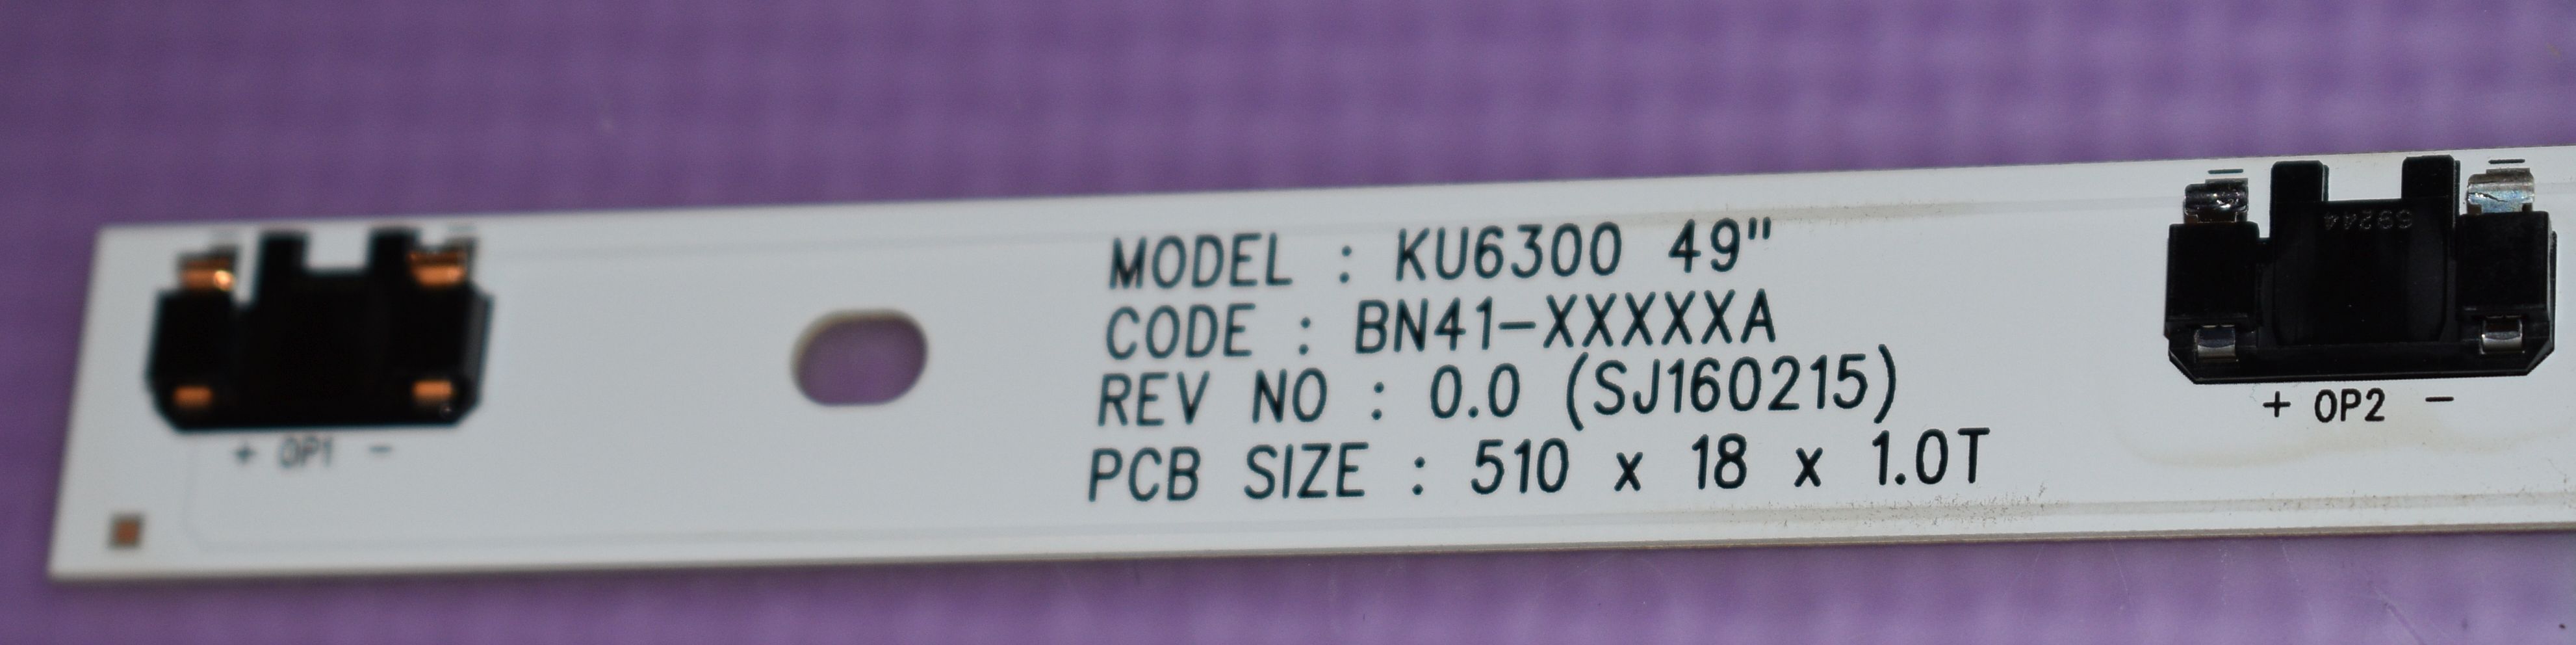 MODEL : KU6300 49"
CODE : BN41-XXXXXA
REV NO : 0.0 (SJ160215)
PCB SIZE : 510 x 18 x 1.0T
+ OP1 -
+ OP2 -